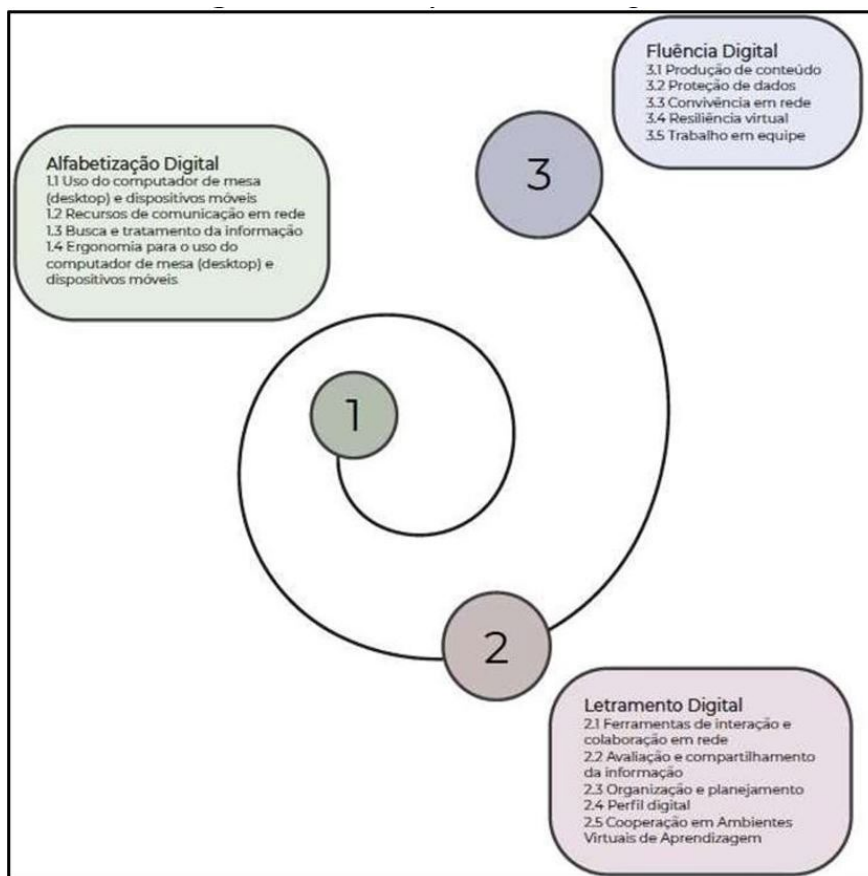 Fluência Digital
3.1 Produção de conteúdo
3.2 Proteção de dados
3.3 Convivência em rede
3.4 Resiliência virtual
3.5 Trabalho em equipe
3
Alfabetização Digital
1.1 Uso do computador de mesa
(desktop) e dispositivos móveis
1.2 Recursos de comunicação em rede
1.3 Busca e tratamento da informação
1.4 Ergonomia para o uso do
computador de mesa (desktop) e
dispositivos móveis
1
2
Letramento Digital
2.1 Ferramentas de interação e
colaboração em rede
2.2 Avaliação e compartilhamento
da informação
2.3 Organização e planejamento
2.4 Perfil digital
2.5 Cooperação em Ambientes
Virtuais de Aprendizagem